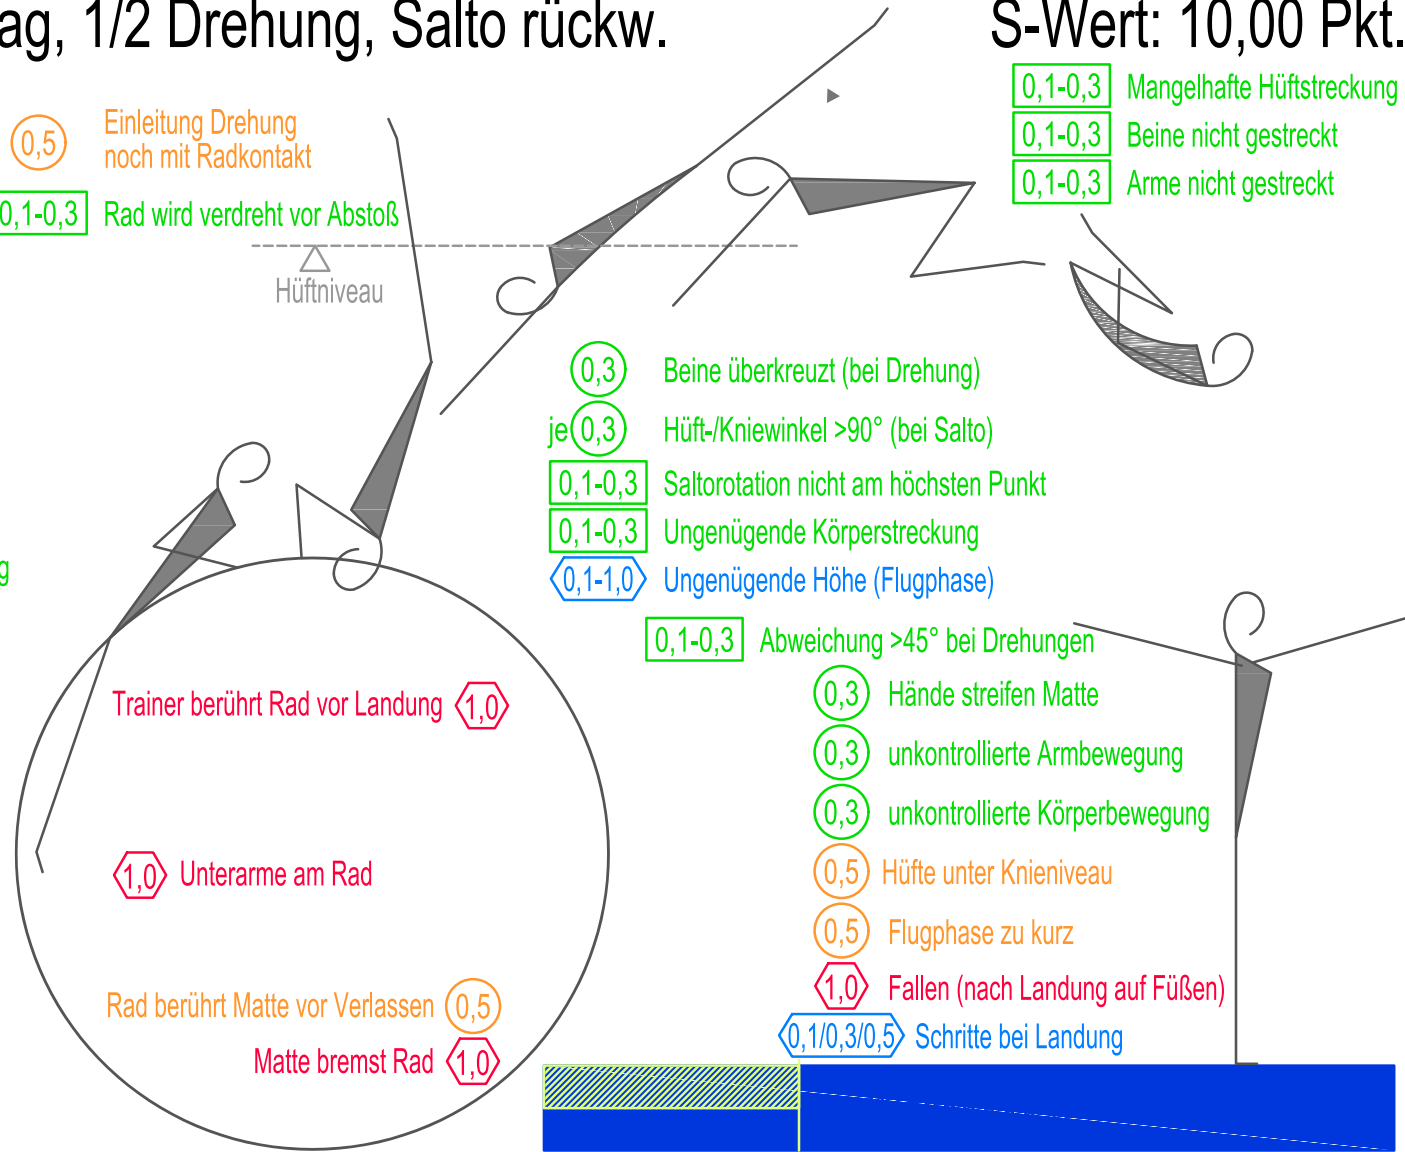 ag, 1/2 Drehung, Salto rückw.
S-Wert: 10,00 Pkt.
0,1-0,3 Mangelhafte Hüftstreckung
0,1-0,3 Beine nicht gestreckt
0,1-0,3 Arme nicht gestreckt
0,5 Einleitung Drehung
noch mit Radkontakt
0,1-0,3 Rad wird verdreht vor Abstoß
Hüftniveau
0,3 Beine überkreuzt (bei Drehung)
je 0,3 Hüft-/Kniewinkel >90° (bei Salto)
0,1-0,3 Saltorotation nicht am höchsten Punkt
0,1-0,3 Ungenügende Körperstreckung
0,1-1,0 Ungenügende Höhe (Flugphase)
g
0,1-0,3 Abweichung >45° bei Drehungen
0,3 Hände streifen Matte
0,3 unkontrollierte Armbewegung
0,3 unkontrollierte Körperbewegung
0,5 Hüfte unter Knieniveau
0,5 Flugphase zu kurz
1,0 Fallen (nach Landung auf Füßen)
0,1/0,3/0,5 Schritte bei Landung
Trainer berührt Rad vor Landung 1,0
1,0 Unterarme am Rad
Rad berührt Matte vor Verlassen 0,5
Matte bremst Rad 1,0